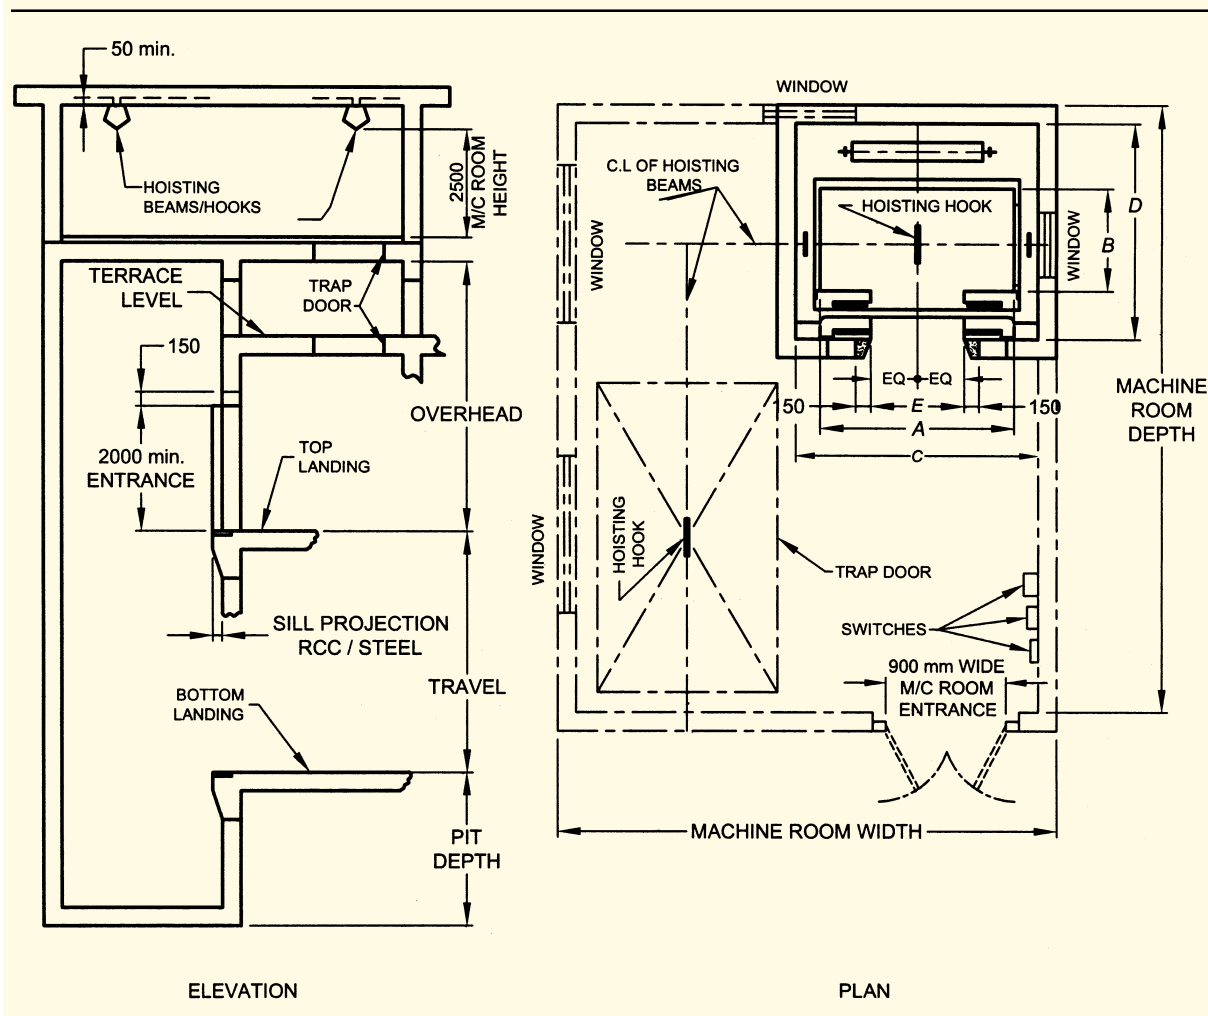 50 min.
HOISTING
BEAMS/HOOKS
2500
M/C ROOM
HEIGHT
TERRACE
LEVEL
TRAP
DOOR
150
OVERHEAD
2000 min.
ENTRANCE
TOP
LANDING
SILL PROJECTION
RCC / STEEL
TRAVEL
BOTTOM
LANDING
PIT
DEPTH
ELEVATION
WINDOW
C.L OF HOISTING
BEAMS
HOISTING HOOK
WINDOW
WINDOW
B
D
EQ
EQ
50
E
150
A
C
MACHINE
ROOM
DEPTH
WINDOW
HOISTING
HOOK
TRAP DOOR
SWITCHES
900 mm WIDE
M/C ROOM
ENTRANCE
MACHINE ROOM WIDTH
PLAN